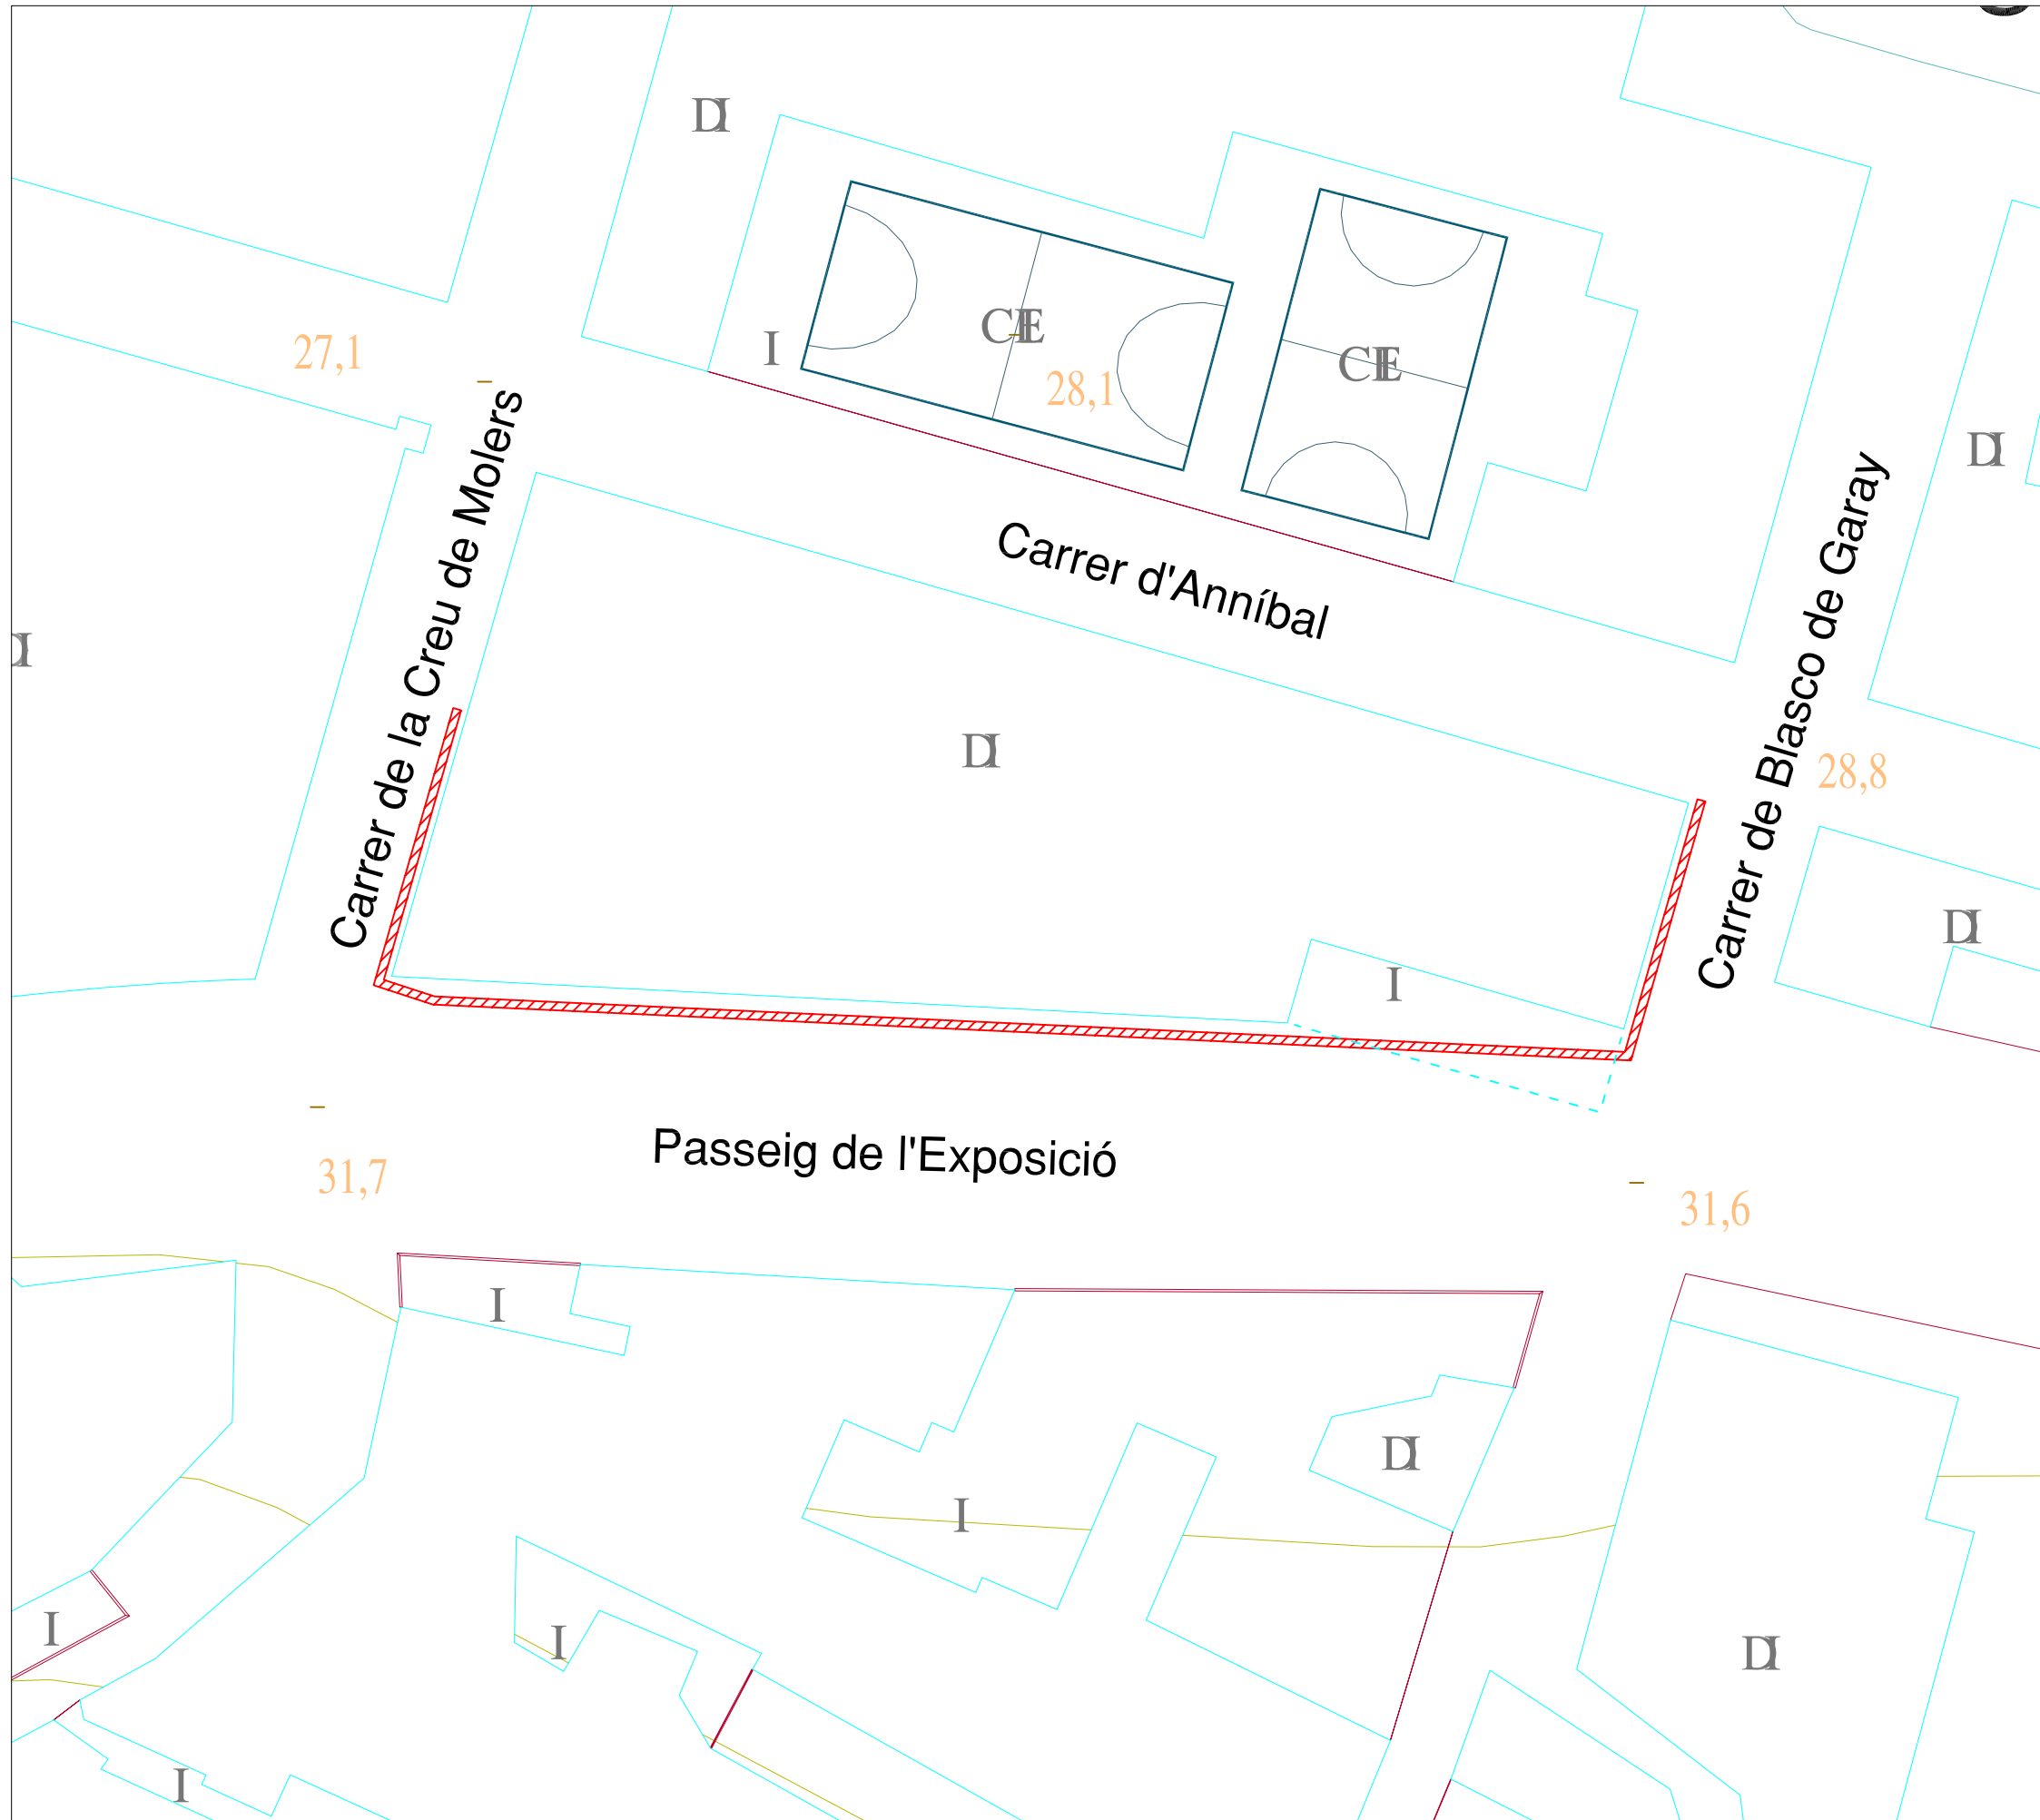 DI
27,1
I
CE
CE
28,1
DI
Carrer de la Creu de Molers
Carrer d'Anníbal
Carrer de Blasco de Garay
DI
28,8
DI
I
Passeig de l'Exposició
31,7
31,6
I
DI
I
I
I
DI
I